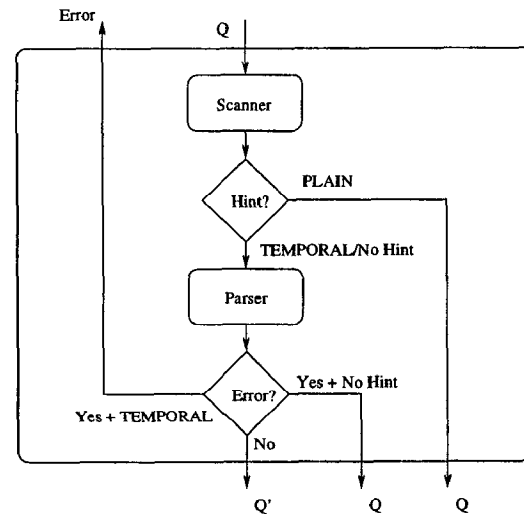 Error
Q
Scanner
Hint?
PLAIN
TEMPORAL/No Hint
Parser
Error?
Yes + No Hint
Yes + TEMPORAL
No
Q'
Q
Q